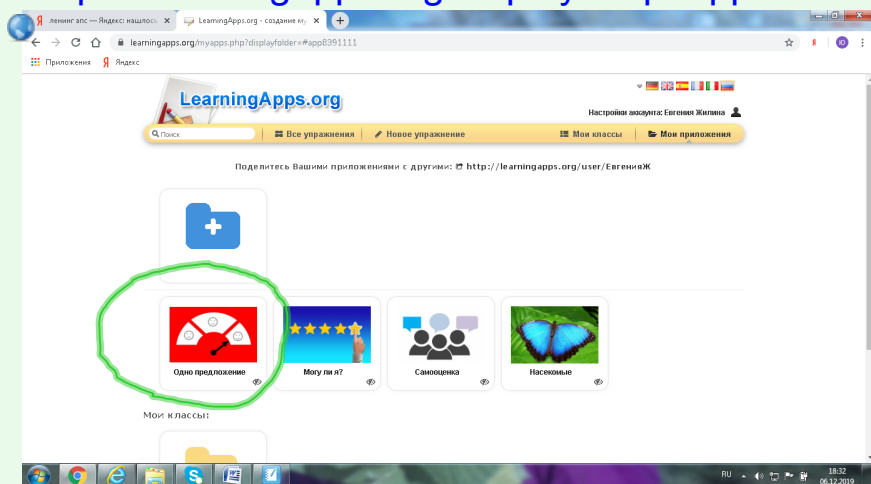 ленинг апс — Яндекс: нашлось
LearningApps.org - создание му
learningapps.org/myapps.php?displayfolder=#app8391111
Приложения Яндекс
LearningApps.org
Настройки аккаунта: Евгения Жилина
Поиск Все упражнения Новое упражнение Мои классы Мои приложения
Поделитесь Вашими приложениями с другими: http://learningapps.org/user/ЕвгенияЖ
Одно предложение Могу ли я? Самооценка Насекомые
Мои классы:
RU 18:32
06.12.2019